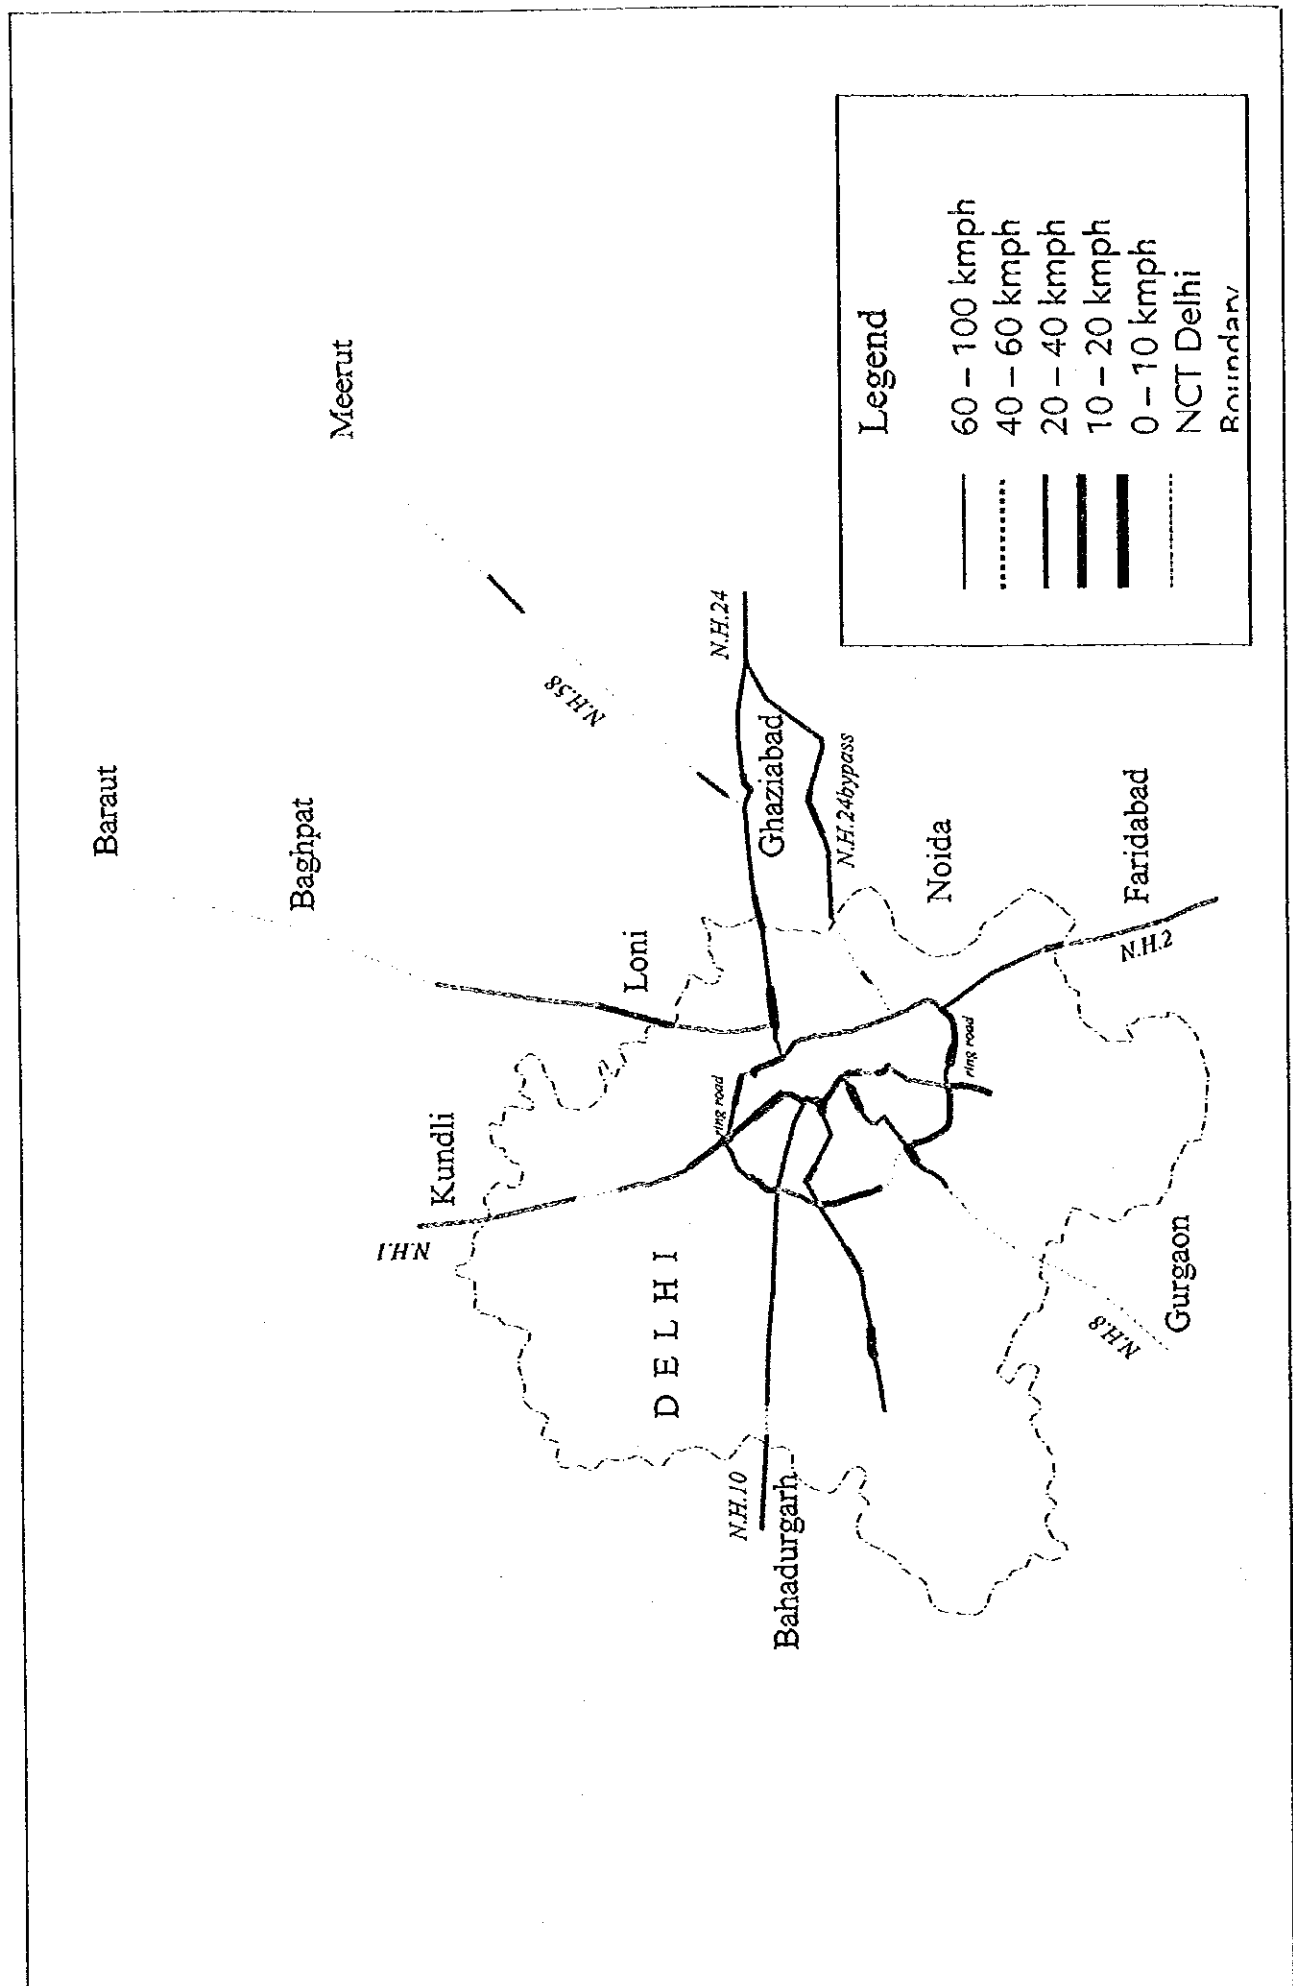 Baraut
Meerut
Baghpat
N.H.58
Kundli
Loni
N.H.1
N.H.24
ring road
Ghaziabad
DELHI
N.H.24bypass
N.H.10
Bahadurgarh
Noida
ring road
Faridabad
N.H.2
N.H.8
Gurgaon
Legend
60 – 100 kmph
40 – 60 kmph
20 – 40 kmph
10 – 20 kmph
0 – 10 kmph
NCT Delhi
Boundary